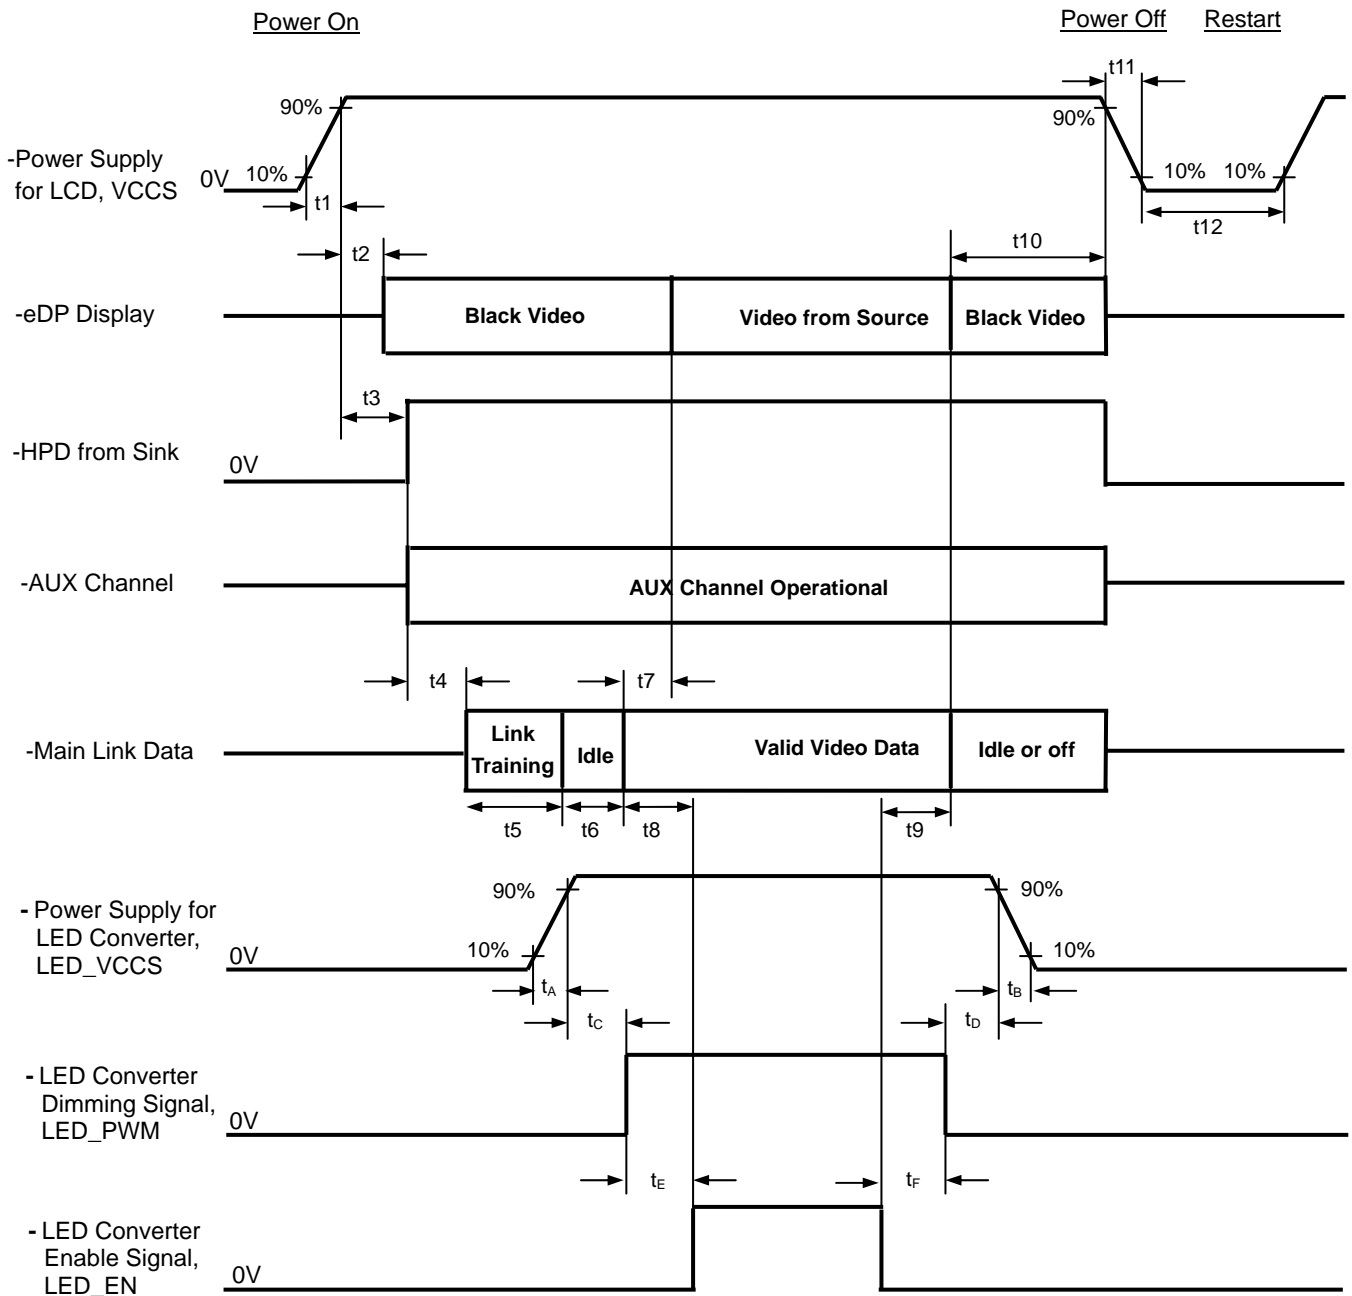 Power On
Power Off
Restart
t11
90%
90%
-Power Supply
for LCD, VCCS
0V
10%
10%
10%
t1
t12
t2
t10
-eDP Display
Black Video
Video from Source
Black Video
t3
-HPD from Sink
0V
-AUX Channel
AUX Channel Operational
t4
t7
-Main Link Data
Link
Training
Idle
Valid Video Data
Idle or off
t5
t6
t8
t9
90%
90%
- Power Supply for
LED Converter,
LED_VCCS
0V
10%
10%
tA
tB
tC
tD
- LED Converter
Dimming Signal,
LED_PWM
0V
tE
tF
- LED Converter
Enable Signal,
LED_EN
0V